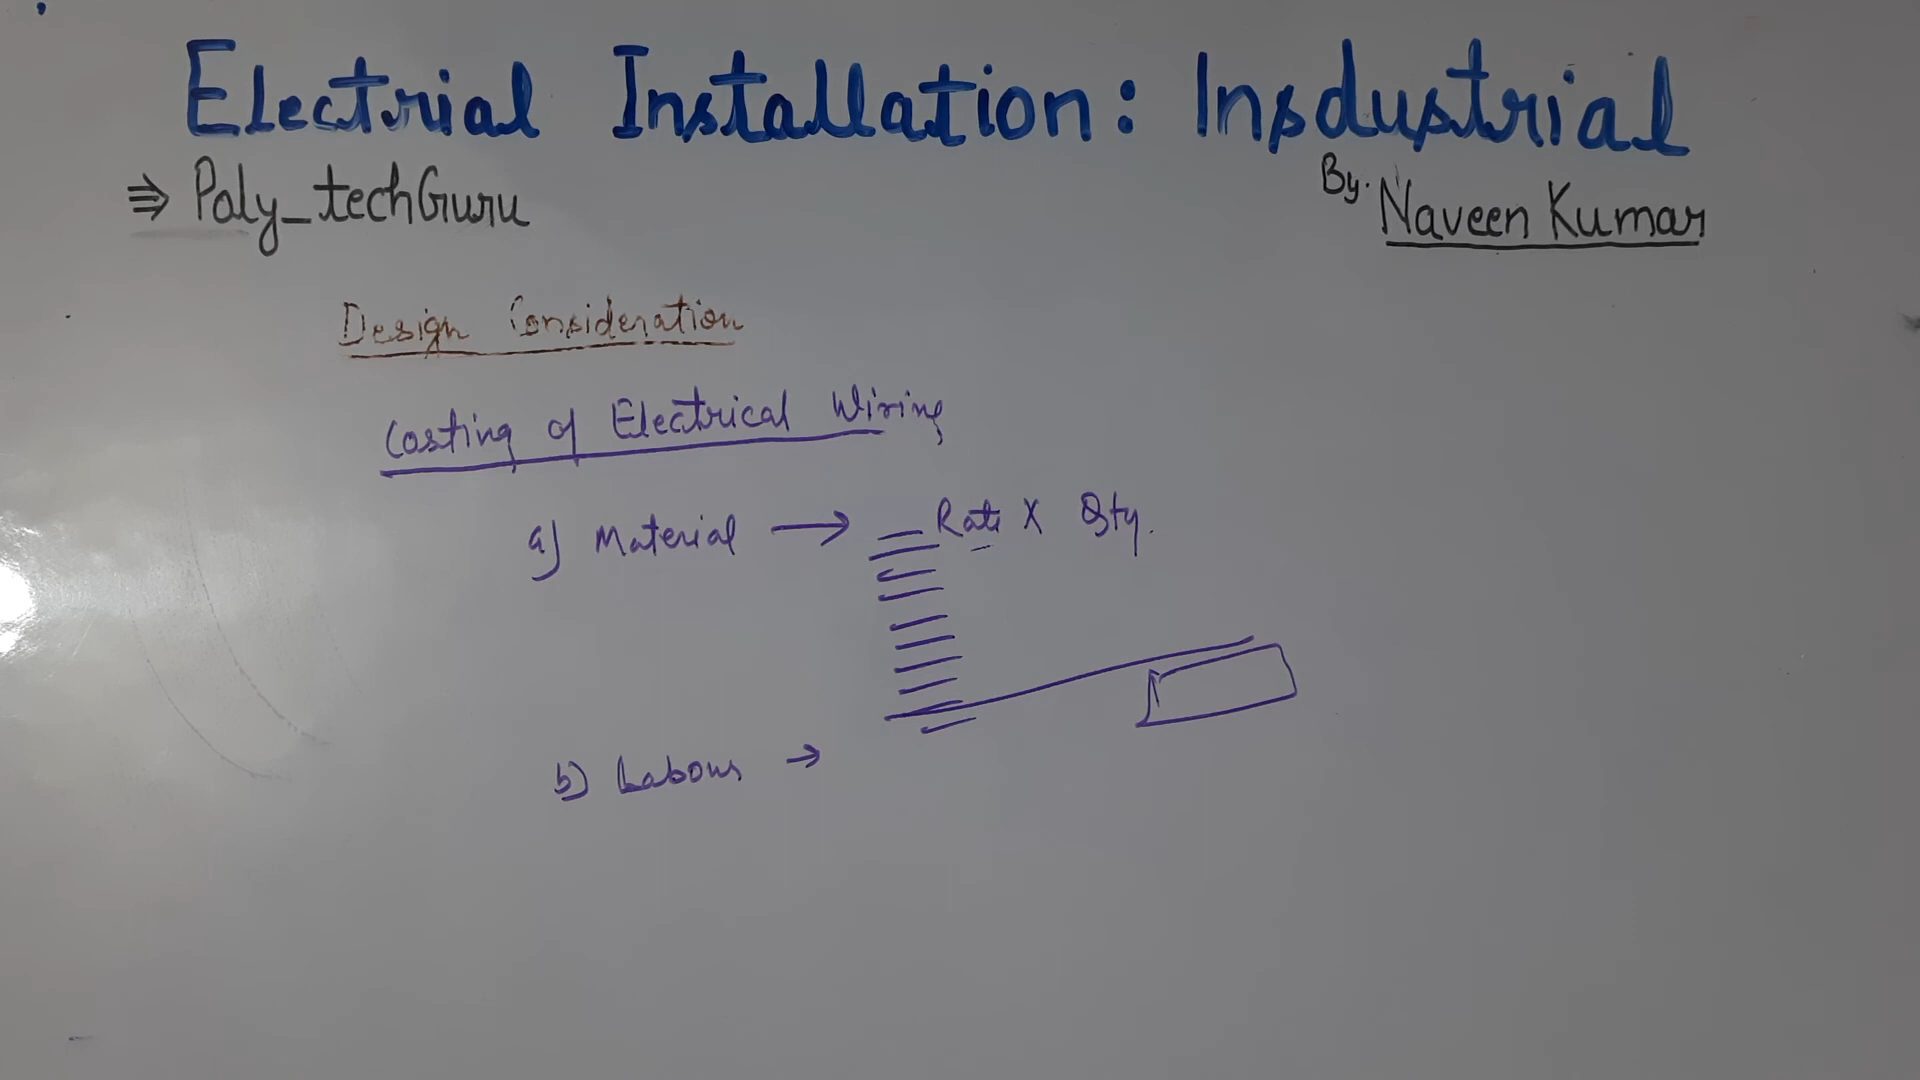 Electrial Installation: Insdustrial
⇒ Poly_techGuru
By. Naveen Kumar
Design Consideration
Costing of Electrical Wiring
a) Material → Rate X Qty.
b) Labour →